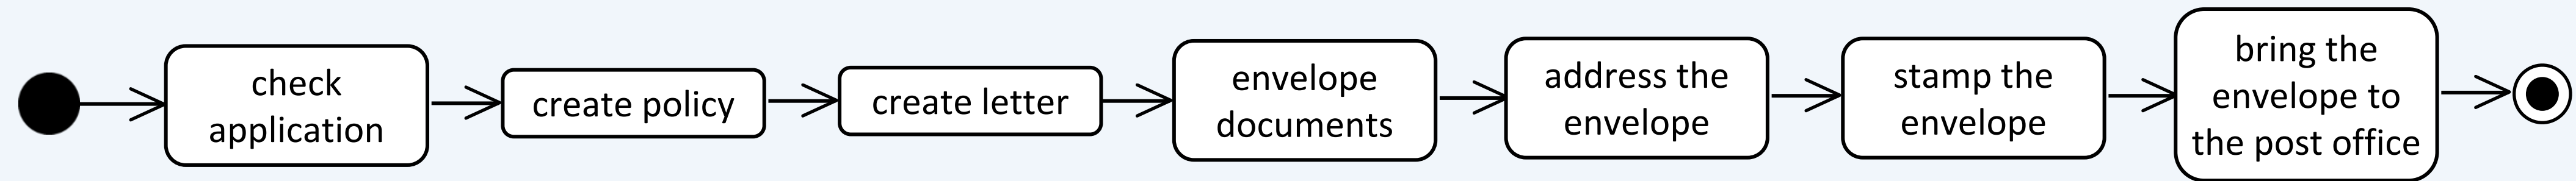 check
application
create policy
create letter
envelope
documents
address the
envelope
stamp the
envelope
bring the
envelope to
the post office